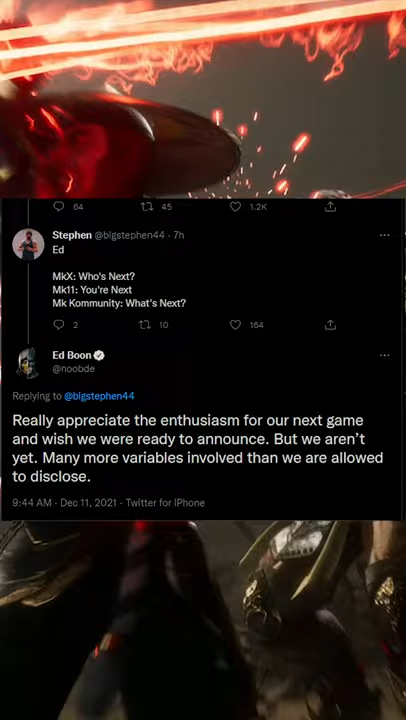 64 45 1.2K
Stephen @bigstephen44 · 7h
Ed
MkX: Who's Next?
Mk11: You're Next
Mk Kommunity: What's Next?
2 10 164
Ed Boon
@noobde
Replying to @bigstephen44
Really appreciate the enthusiasm for our next game
and wish we were ready to announce. But we aren't
yet. Many more variables involved than we are allowed
to disclose.
9:44 AM · Dec 11, 2021 · Twitter for iPhone